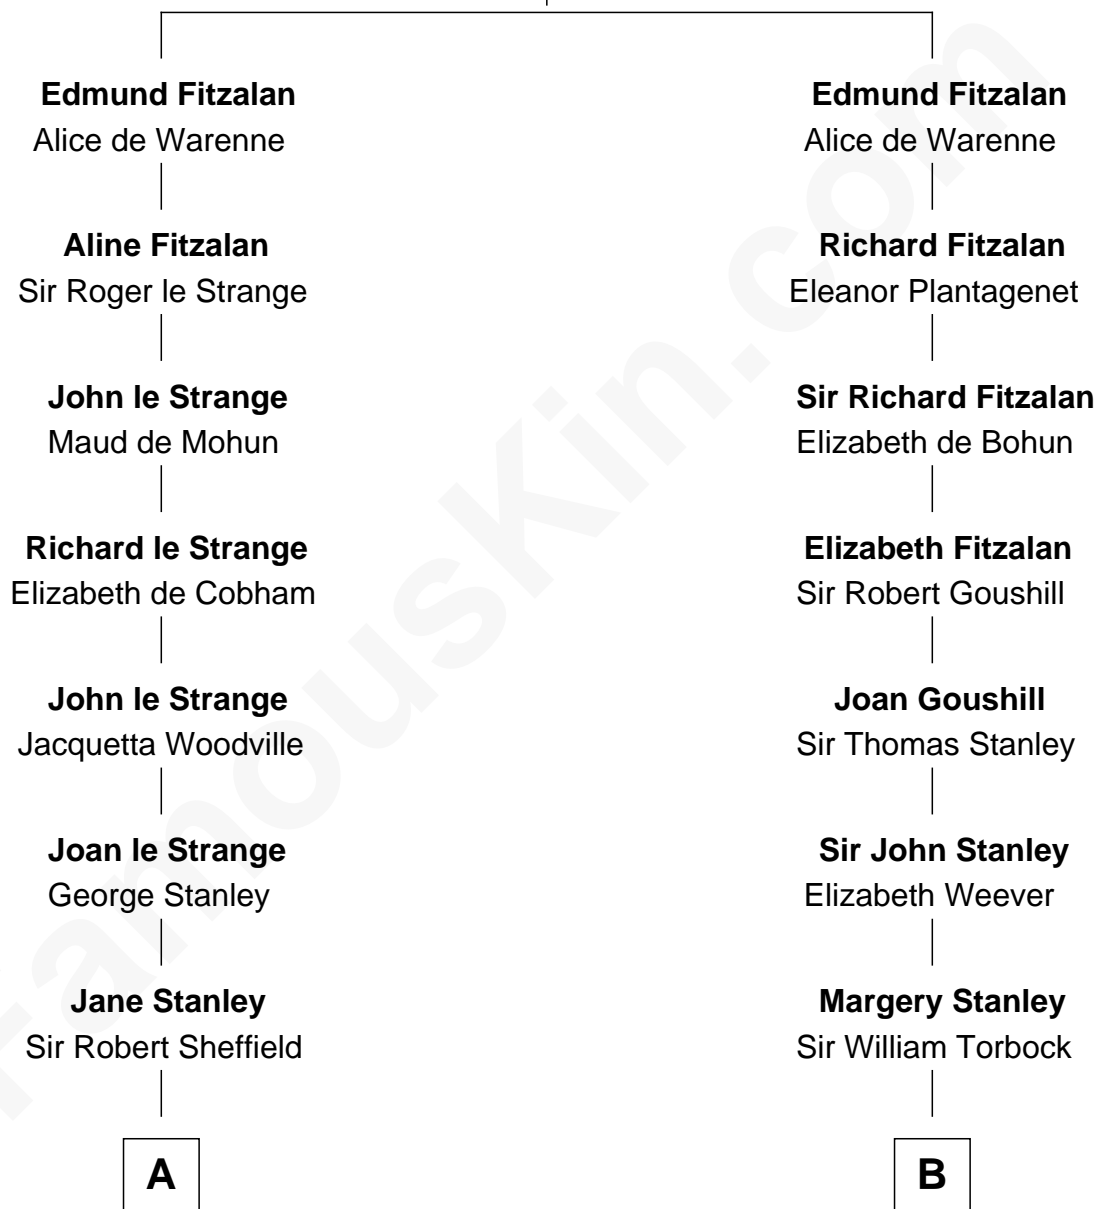 Edmund Fitzalan
Alice de Warenne
Aline Fitzalan
Sir Roger le Strange
John le Strange
Maud de Mohun
Richard le Strange
Elizabeth de Cobham
John le Strange
Jacquetta Woodville
Joan le Strange
George Stanley
Jane Stanley
Sir Robert Sheffield
A
Edmund Fitzalan
Alice de Warenne
Richard Fitzalan
Eleanor Plantagenet
Sir Richard Fitzalan
Elizabeth de Bohun
Elizabeth Fitzalan
Sir Robert Goushill
Joan Goushill
Sir Thomas Stanley
Sir John Stanley
Elizabeth Weever
Margery Stanley
Sir William Torbock
B
FamousKin.com